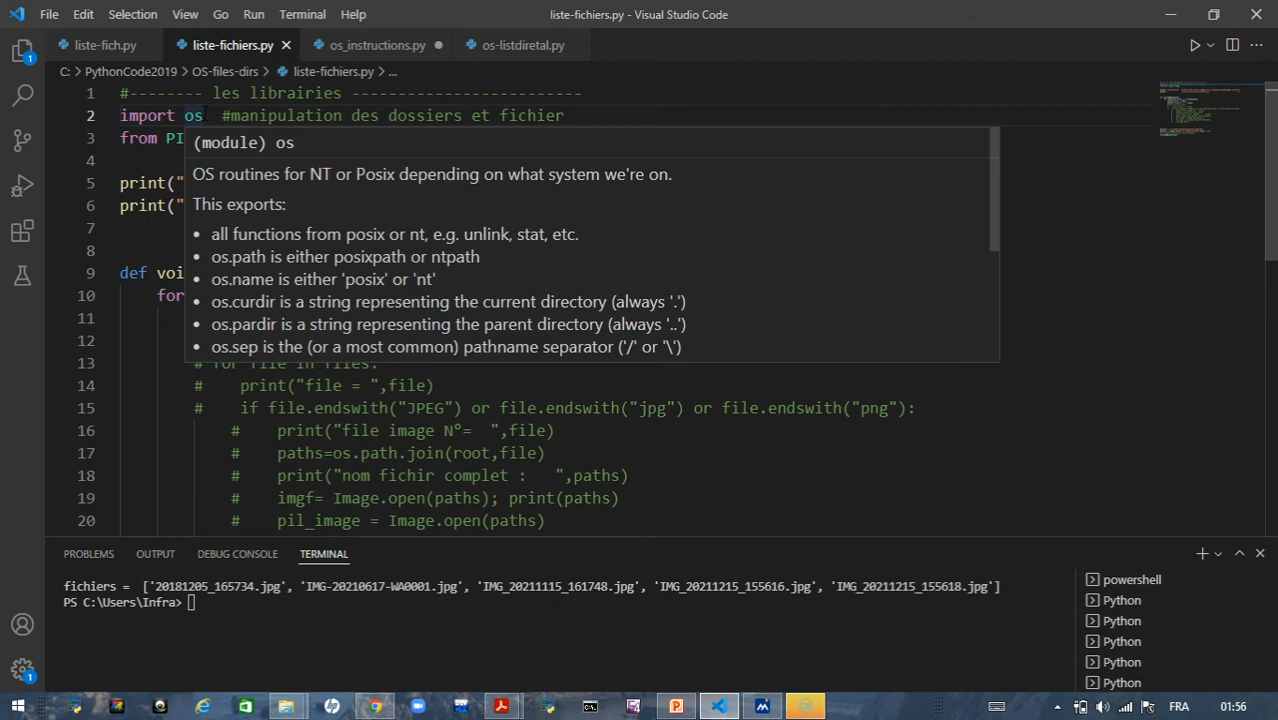 File Edit Selection View Go Run Terminal Help liste-fichiers.py - Visual Studio Code
liste-fich.py liste-fichiers.py os_instructions.py os-listdiretal.py
C: > PythonCode2019 > OS-files-dirs > liste-fichiers.py > ...
1 #-------- les librairies -------------------------
2 import os #manipulation des dossiers et fichier
3 from PI
(module) os
4
OS routines for NT or Posix depending on what system we're on.
5 print("
This exports:
6 print("
7
all functions from posix or nt, e.g. unlink, stat, etc.
8
os.path is either posixpath or ntpath
9 def voi
os.name is either 'posix' or 'nt'
10 for
os.curdir is a string representing the current directory (always '.')
11
os.pardir is a string representing the parent directory (always '..')
12
os.sep is the (or a most common) pathname separator ('/' or '\')
13 # for file in files:
14 # print("file = ",file)
15 # if file.endswith("JPEG") or file.endswith("jpg") or file.endswith("png"):
16 # print("file image N°= ",file)
17 # paths=os.path.join(root,file)
18 # print("nom fichir complet : ",paths)
19 # imgf= Image.open(paths); print(paths)
20 # pil_image = Image.open(paths)
PROBLEMS OUTPUT DEBUG CONSOLE TERMINAL
fichiers = ['20181205_165734.jpg', 'IMG-20210617-WA0001.jpg', 'IMG_20211115_161748.jpg', 'IMG_20211215_155616.jpg', 'IMG_20211215_155618.jpg']
PS C:\Users\Infra>
powershell
Python
Python
Python
Python
Python
1
1
FRA 01:56